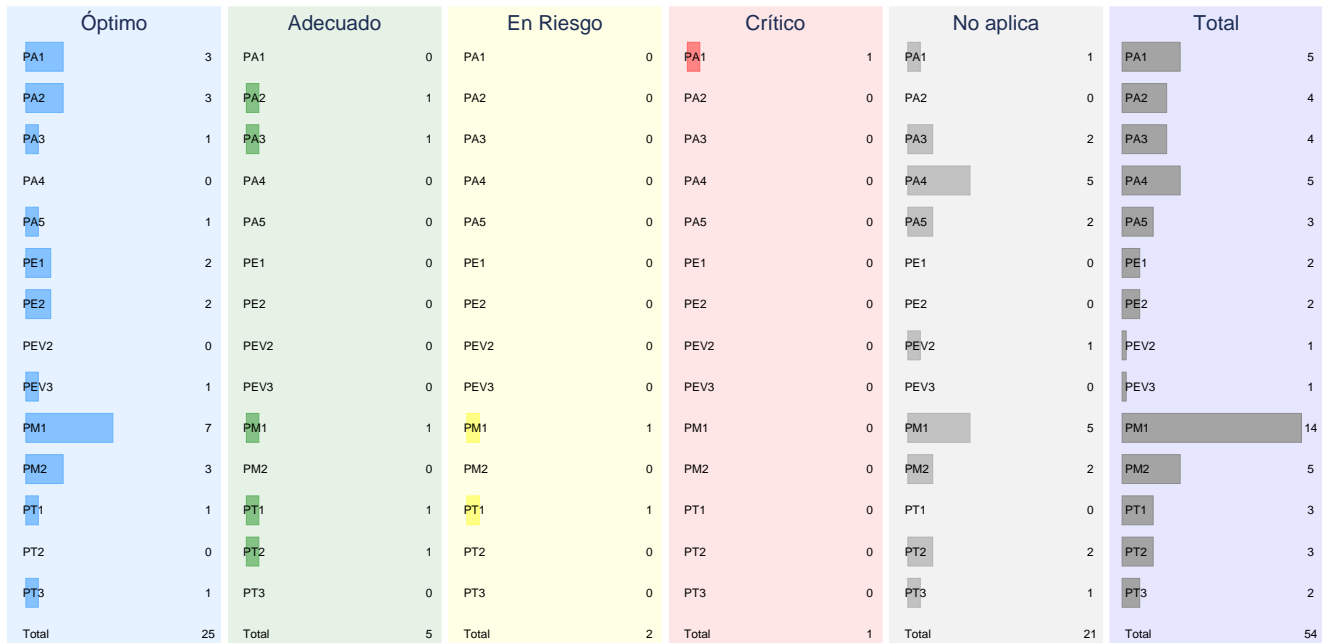 Óptimo Adecuado En Riesgo Crítico No aplica Total
PA1 3 PA1 0 PA1 0 PA1 1 PA1 1 PA1 5
PA2 3 PA2 1 PA2 0 PA2 0 PA2 0 PA2 4
PA3 1 PA3 1 PA3 0 PA3 0 PA3 2 PA3 4
PA4 0 PA4 0 PA4 0 PA4 0 PA4 5 PA4 5
PA5 1 PA5 0 PA5 0 PA5 0 PA5 2 PA5 3
PE1 2 PE1 0 PE1 0 PE1 0 PE1 0 PE1 2
PE2 2 PE2 0 PE2 0 PE2 0 PE2 0 PE2 2
PEV2 0 PEV2 0 PEV2 0 PEV2 0 PEV2 1 PEV2 1
PEV3 1 PEV3 0 PEV3 0 PEV3 0 PEV3 0 PEV3 1
PM1 7 PM1 1 PM1 1 PM1 0 PM1 5 PM1 14
PM2 3 PM2 0 PM2 0 PM2 0 PM2 2 PM2 5
PT1 1 PT1 1 PT1 1 PT1 0 PT1 0 PT1 3
PT2 0 PT2 1 PT2 0 PT2 0 PT2 2 PT2 3
PT3 1 PT3 0 PT3 0 PT3 0 PT3 1 PT3 2
Total 25 Total 5 Total 2 Total 1 Total 21 Total 54